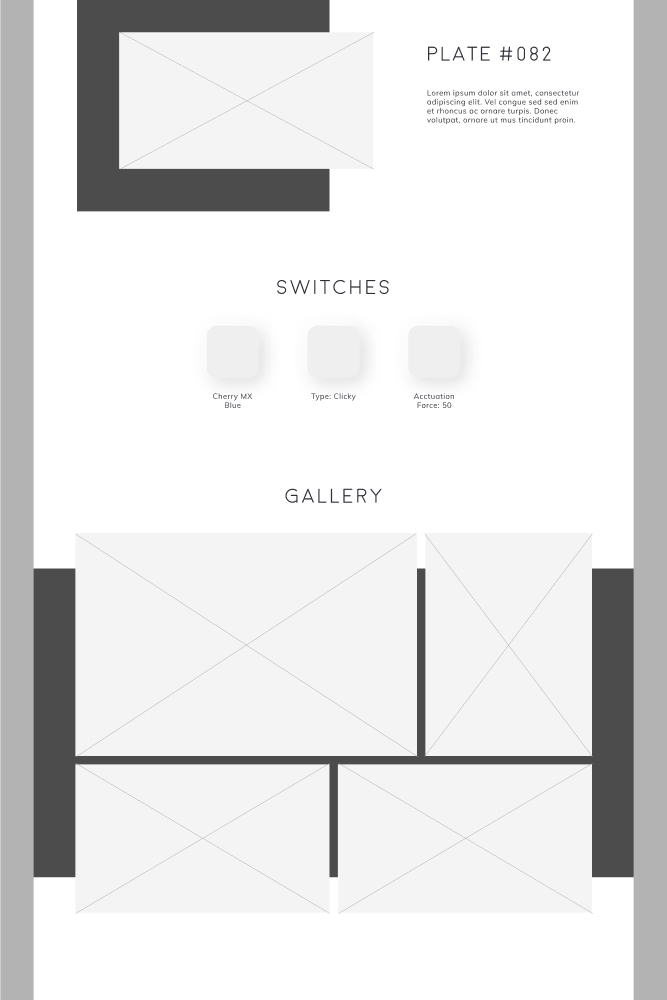 PLATE #082
Lorem ipsum dolor sit amet, consectetur
adipiscing elit. Vel congue sed sed enim
et rhoncus ac ornare turpis. Donec
volutpat, ornare ut mus tincidunt proin.
SWITCHES
Cherry MX
Blue
Type: Clicky
Acctuation
Force: 50
GALLERY